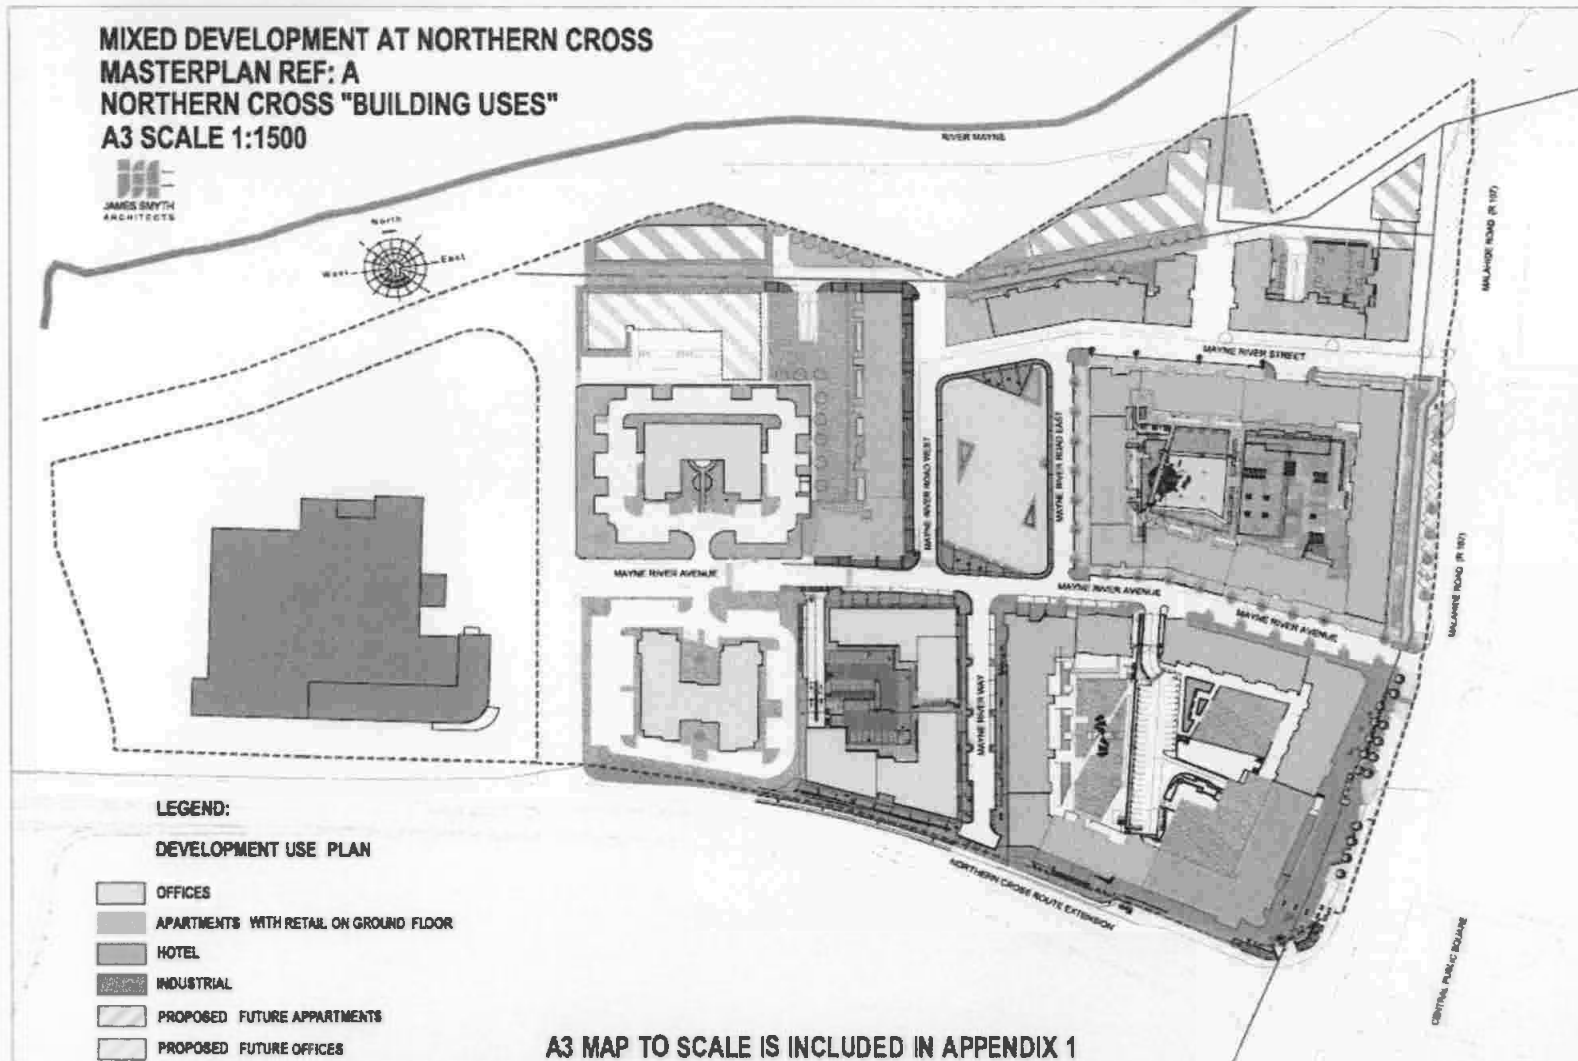 MIXED DEVELOPMENT AT NORTHERN CROSS
MASTERPLAN REF: A
NORTHERN CROSS "BUILDING USES"
A3 SCALE 1:1500
JAMES SMYTH
ARCHITECTS
North
West
East
RIVER MAYNE
MALAHIDE ROAD (R 107)
MAYNE RIVER STREET
MAYNE RIVER ROAD WEST
MAYNE RIVER ROAD EAST
MAYNE RIVER AVENUE
MAYNE RIVER AVENUE
MAYNE RIVER AVENUE
MALAHIDE ROAD (R 107)
MAYNE RIVER WAY
NORTHERN CROSS ROUTE EXTENSION
CENTRAL PUBLIC SQUARE
LEGEND:
DEVELOPMENT USE PLAN
OFFICES
APARTMENTS WITH RETAIL ON GROUND FLOOR
HOTEL
INDUSTRIAL
PROPOSED FUTURE APPARTMENTS
PROPOSED FUTURE OFFICES
A3 MAP TO SCALE IS INCLUDED IN APPENDIX 1